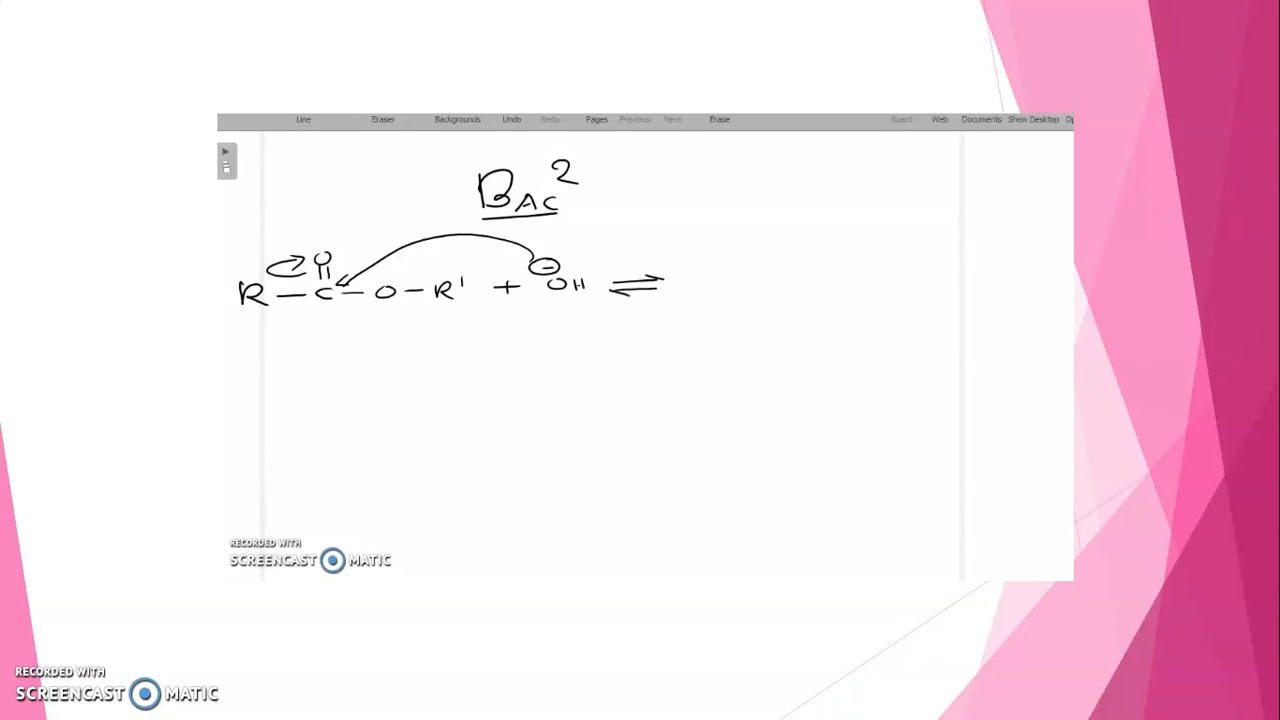 Line Eraser Backgrounds Undo Redo Pages Previous Next Erase Board Web Documents Show Desktop Op
BAC2
O
R — C — O — R' + ⊖OH ⇌
RECORDED WITH
SCREENCAST MATIC
RECORDED WITH
SCREENCAST MATIC